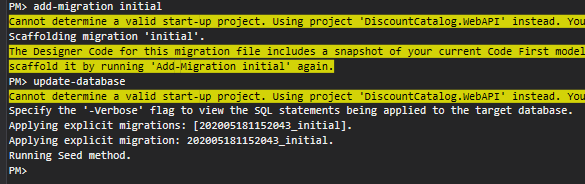 PM> add-migration initial
Cannot determine a valid start-up project. Using project 'DiscountCatalog.WebAPI' instead. You
Scaffolding migration 'initial'.
The Designer Code for this migration file includes a snapshot of your current Code First model
scaffold it by running 'Add-Migration initial' again.
PM> update-database
Cannot determine a valid start-up project. Using project 'DiscountCatalog.WebAPI' instead. You
Specify the '-Verbose' flag to view the SQL statements being applied to the target database.
Applying explicit migrations: [202005181152043_initial].
Applying explicit migration: 202005181152043_initial.
Running Seed method.
PM>